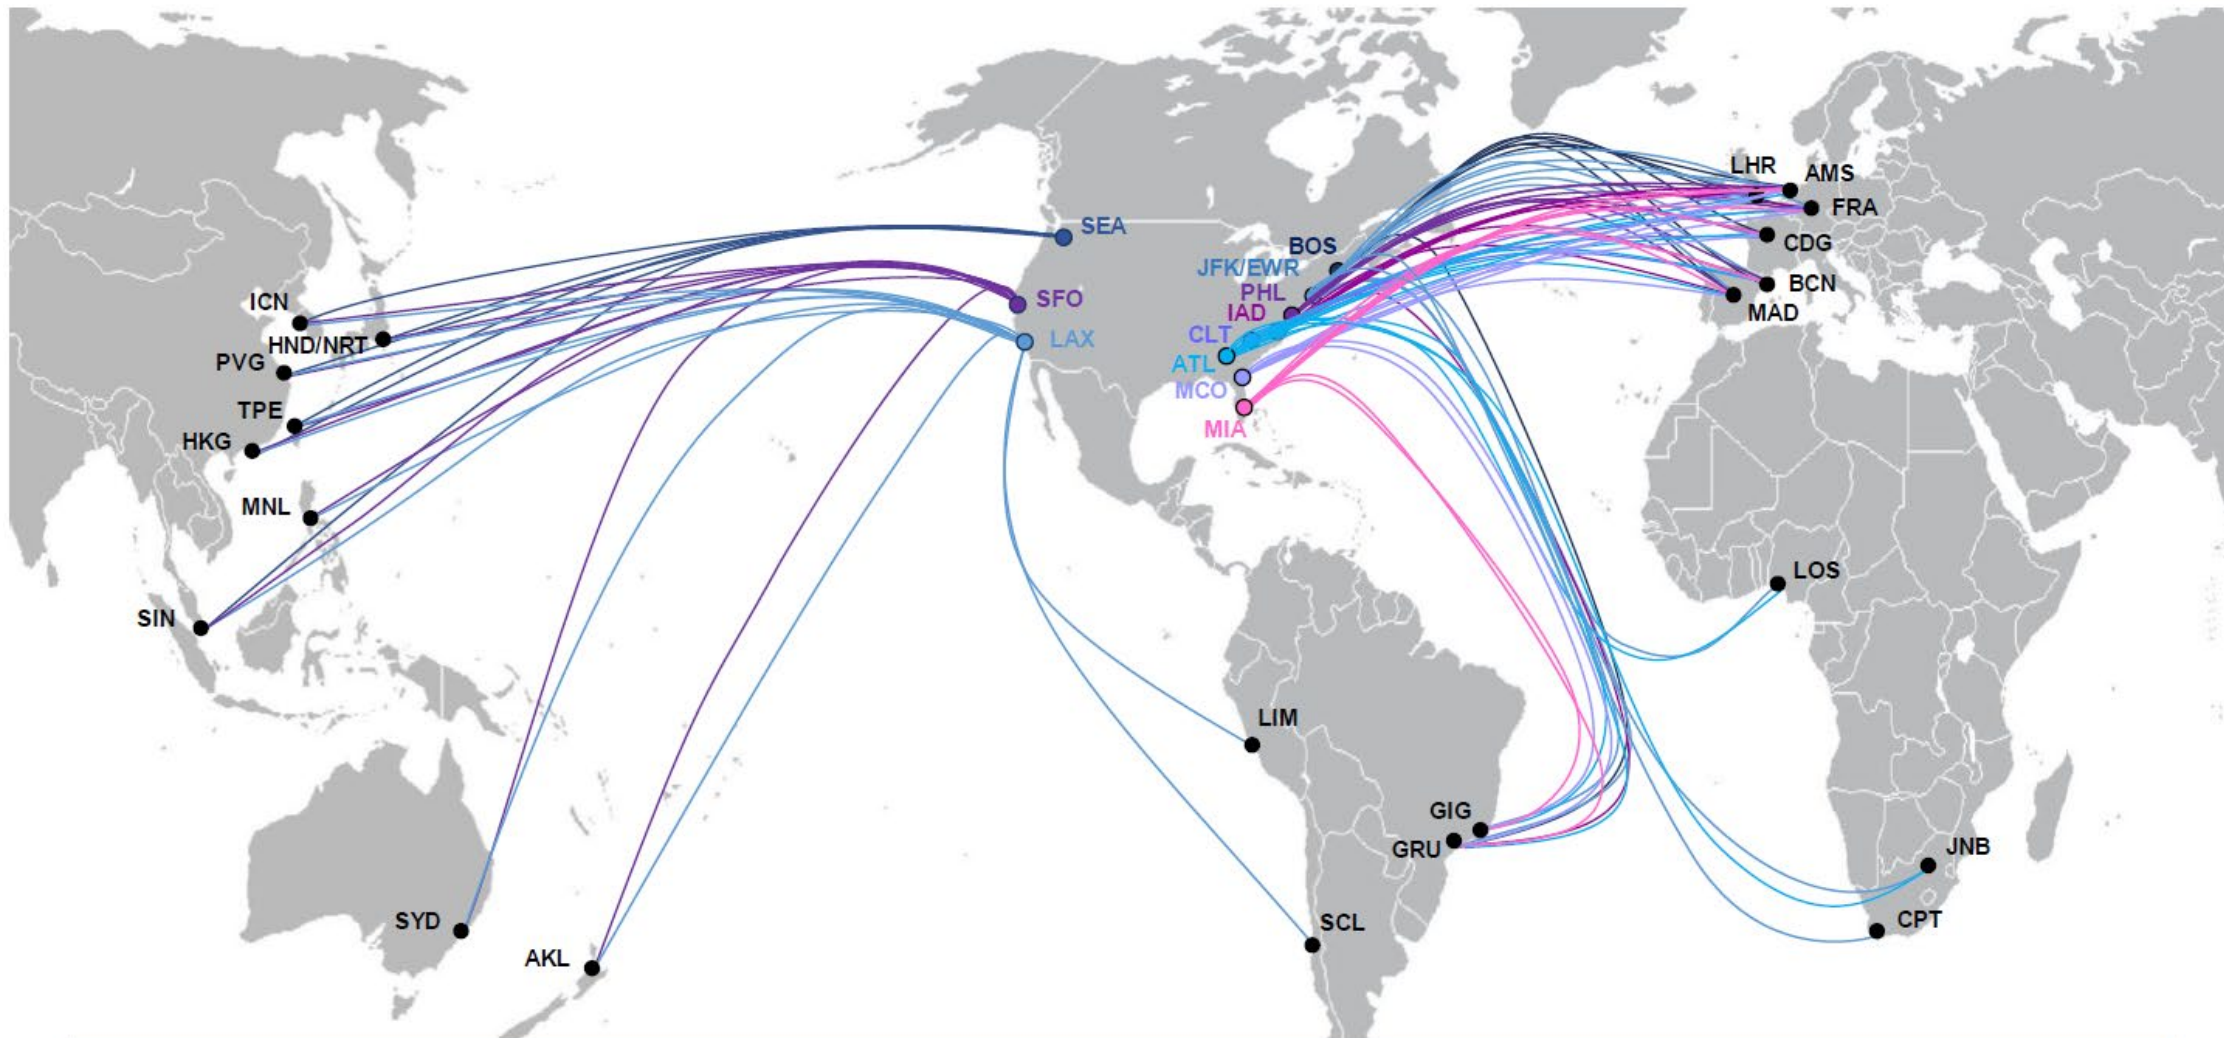 LHR
AMS
FRA
SEA
CDG
BOS
JFK/EWR
BCN
PHL
ICN
SFO
IAD
MAD
CLT
HND/NRT
LAX
PVG
ATL
MCO
TPE
MIA
HKG
MNL
LOS
SIN
LIM
GIG
GRU
JNB
SYD
SCL
CPT
AKL